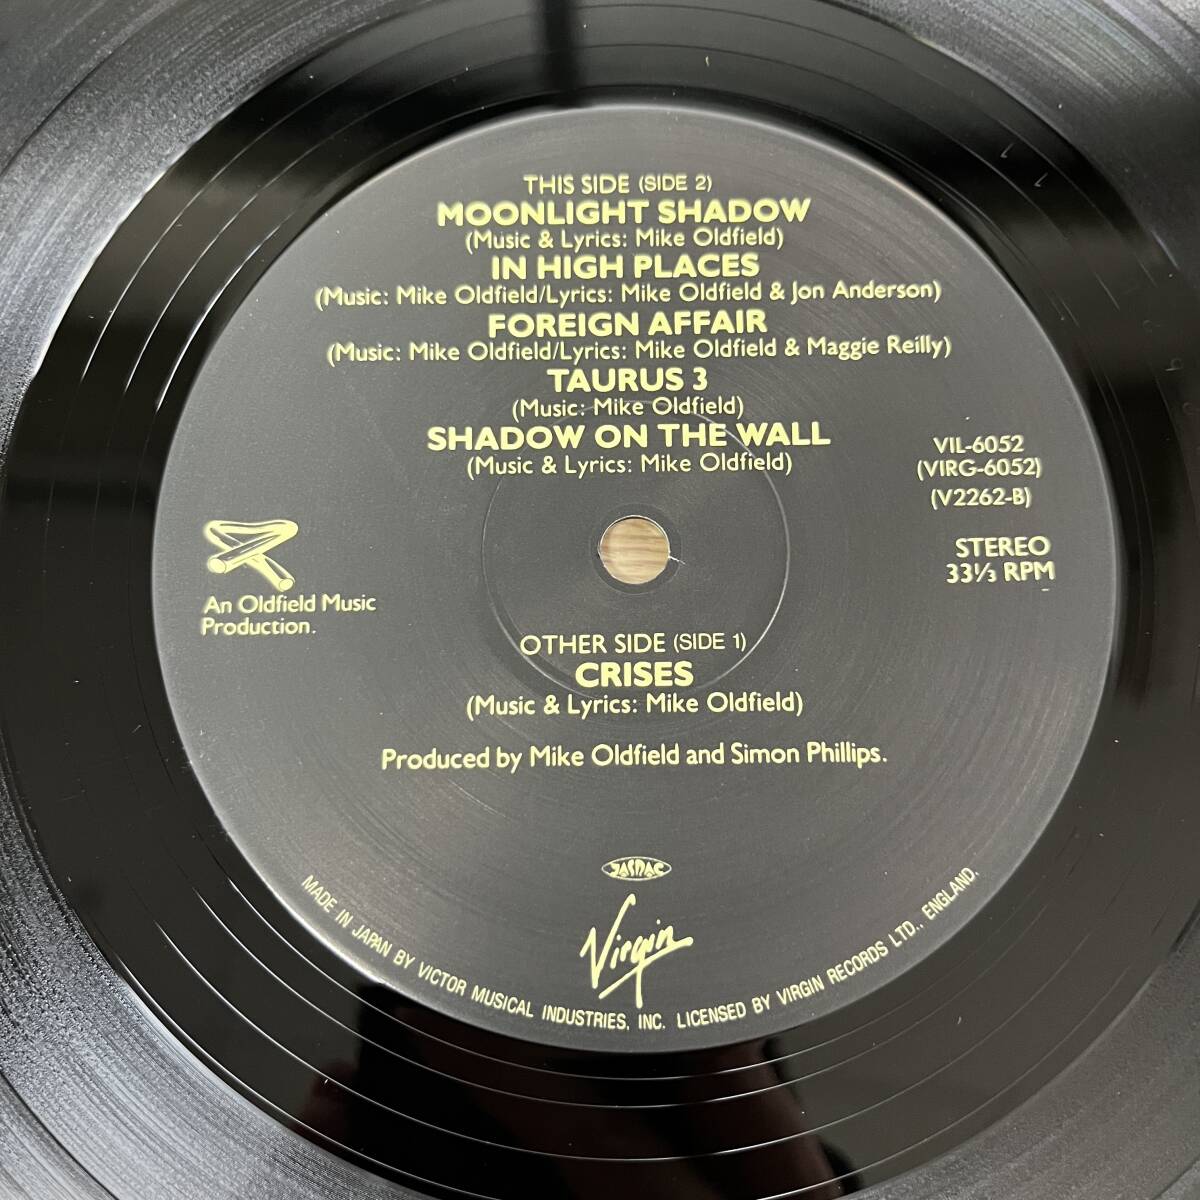 THIS SIDE (SIDE 2)
MOONLIGHT SHADOW
(Music & Lyrics: Mike Oldfield)
IN HIGH PLACES
(Music: Mike Oldfield/Lyrics: Mike Oldfield & Jon Anderson)
FOREIGN AFFAIR
(Music: Mike Oldfield/Lyrics: Mike Oldfield & Maggie Reilly)
TAURUS 3
(Music: Mike Oldfield)
SHADOW ON THE WALL
(Music & Lyrics: Mike Oldfield)
VIL-6052
(VIRG-6052)
(V2262-B)
STEREO
33⅓ RPM
An Oldfield Music
Production.
OTHER SIDE (SIDE 1)
CRISES
(Music & Lyrics: Mike Oldfield)
Produced by Mike Oldfield and Simon Phillips.
JASRAC
Virgin
MADE IN JAPAN BY VICTOR MUSICAL INDUSTRIES, INC. LICENSED BY VIRGIN RECORDS LTD., ENGLAND.